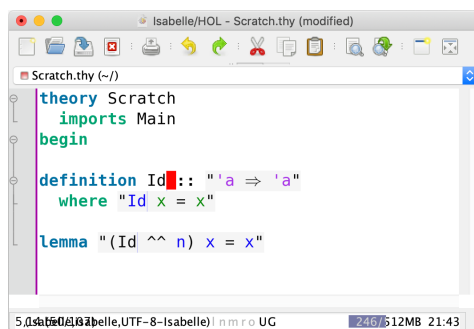 Isabelle/HOL - Scratch.thy (modified)
Scratch.thy (~/)
theory Scratch
imports Main
begin
definition Id :: "'a ⇒ 'a"
where "Id x = x"
lemma "(Id ^^ n) x = x"
(isabelle,isabelle,UTF-8-Isabelle) l n m r o UG 246/512MB 21:43